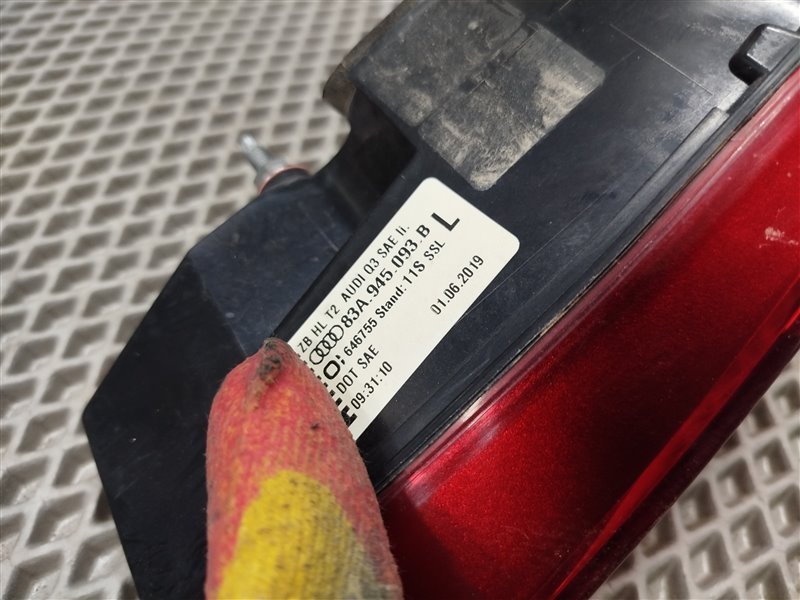 ZB HL T2 AUDI Q3 SAE li.
83A.945.093.B L
646755 Stand: 11S SSL
DOT SAE
09:31:10 01.06.2019